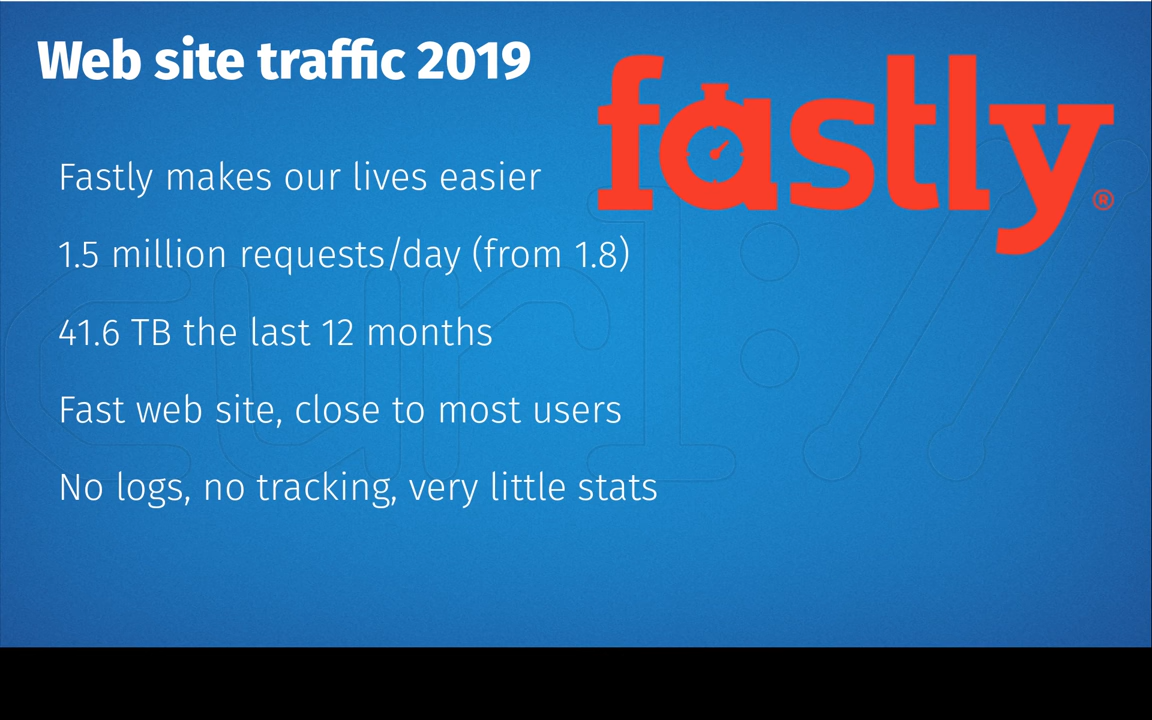 Web site traffic 2019
fastly®
Fastly makes our lives easier
1.5 million requests/day (from 1.8)
41.6 TB the last 12 months
Fast web site, close to most users
No logs, no tracking, very little stats
curl://